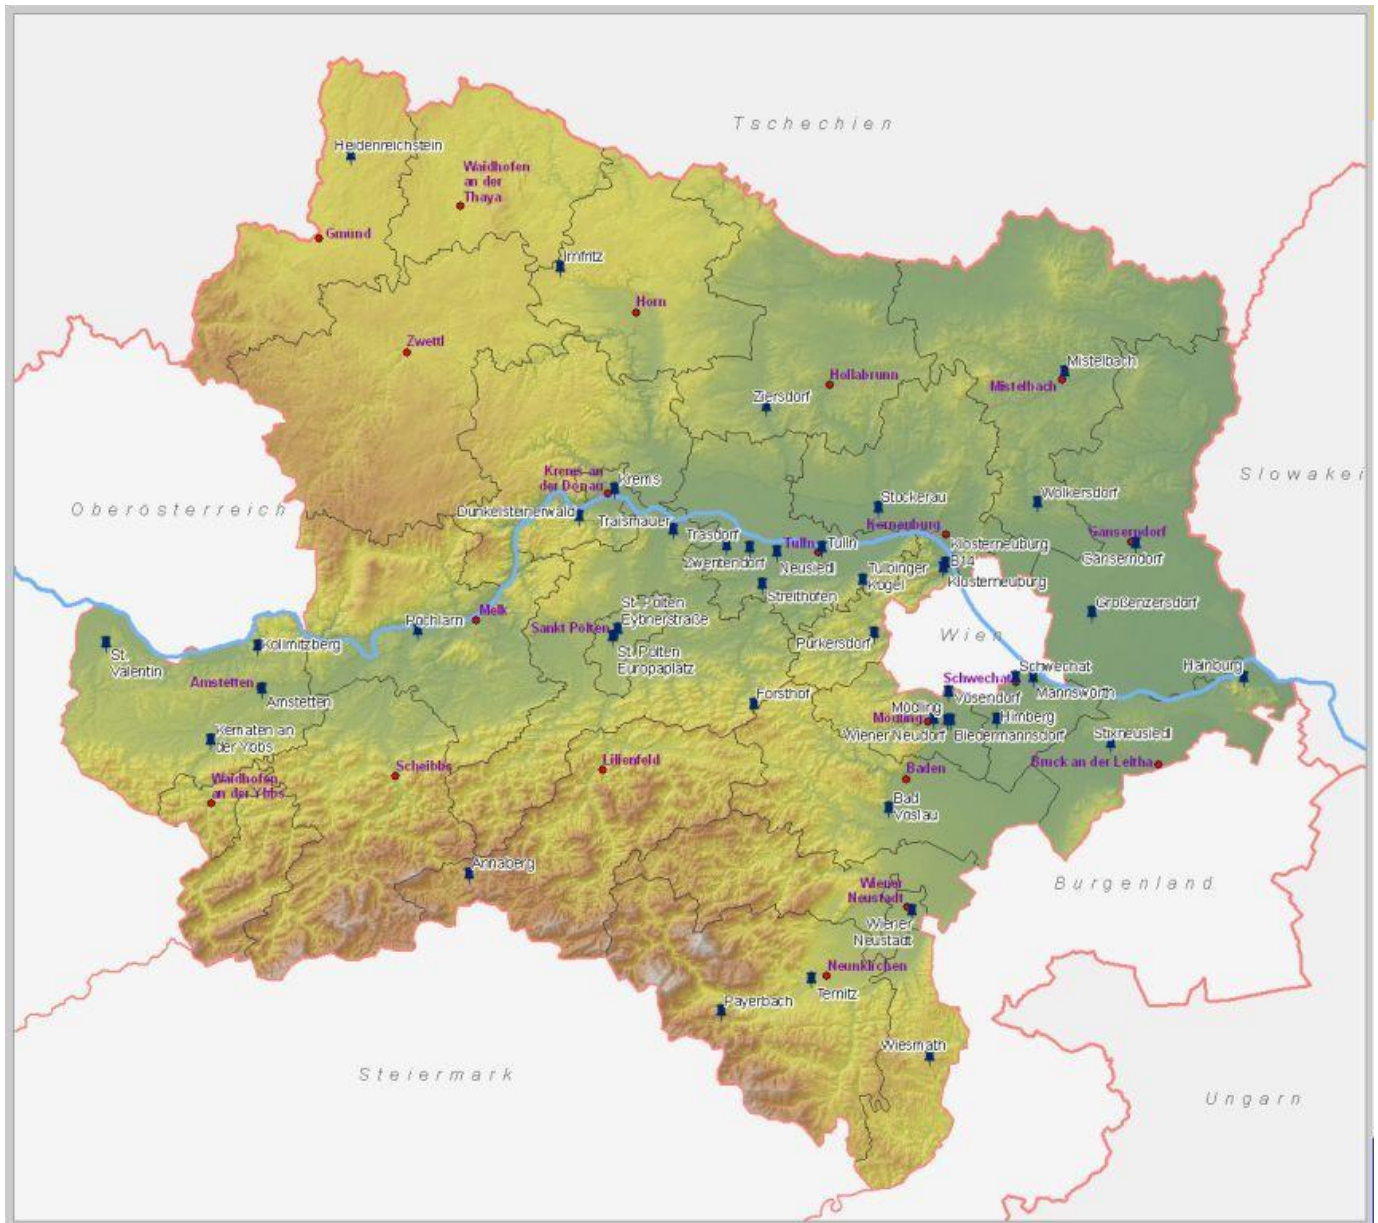 Tschechien
Heidenreichstein
Waidhofen
an der
Thaya
Gmünd
Irnfritz
Horn
Zwettl
Hollabrunn
Mistelbach
Mistelbach
Ziersdorf
Krems an
der Donau
Krems
Slowakei
Oberösterreich
Dunkelsteinerwald
Traismauer
Stockerau
Wolkersdorf
Korneuburg
Trasdorf
Tulln
Tulln
Klosterneuburg
Gänserndorf
Gänserndorf
Zwentendorf
Neusiedl
Tulbinger
Kogel
B14
Klosterneuburg
Streithofen
St. Pölten
Eybnerstraße
Großenzersdorf
Melk
Pöchlarn
Sankt Pölten
Wien
Purkersdorf
Kollmitzberg
St.
Valentin
St. Pölten
Europaplatz
Schwechat
Hainburg
Schwechat
Amstetten
Amstetten
Vösendorf
Mannswörth
Forsthof
Mödling
Mödling
Himberg
Kematen an
der Ybbs
Wiener Neudorf
Biedermannsdorf
Stixneusiedl
Lilienfeld
Baden
Bruck an der Leitha
Scheibbs
Waidhofen
an der Ybbs
Bad
Vöslau
Annaberg
Wiener
Neustadt
Burgenland
Wiener
Neustadt
Neunkirchen
Ternitz
Payerbach
Wiesmath
Steiermark
Ungarn